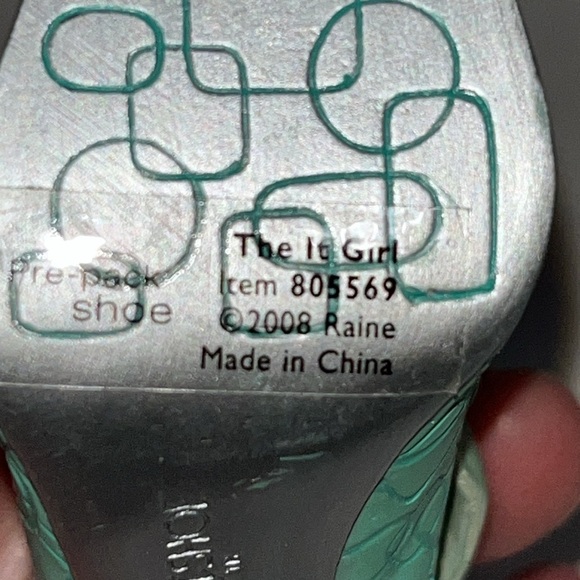 The It Girl
Item 805569
©2008 Raine
Made in China
Pre-pack
shoe